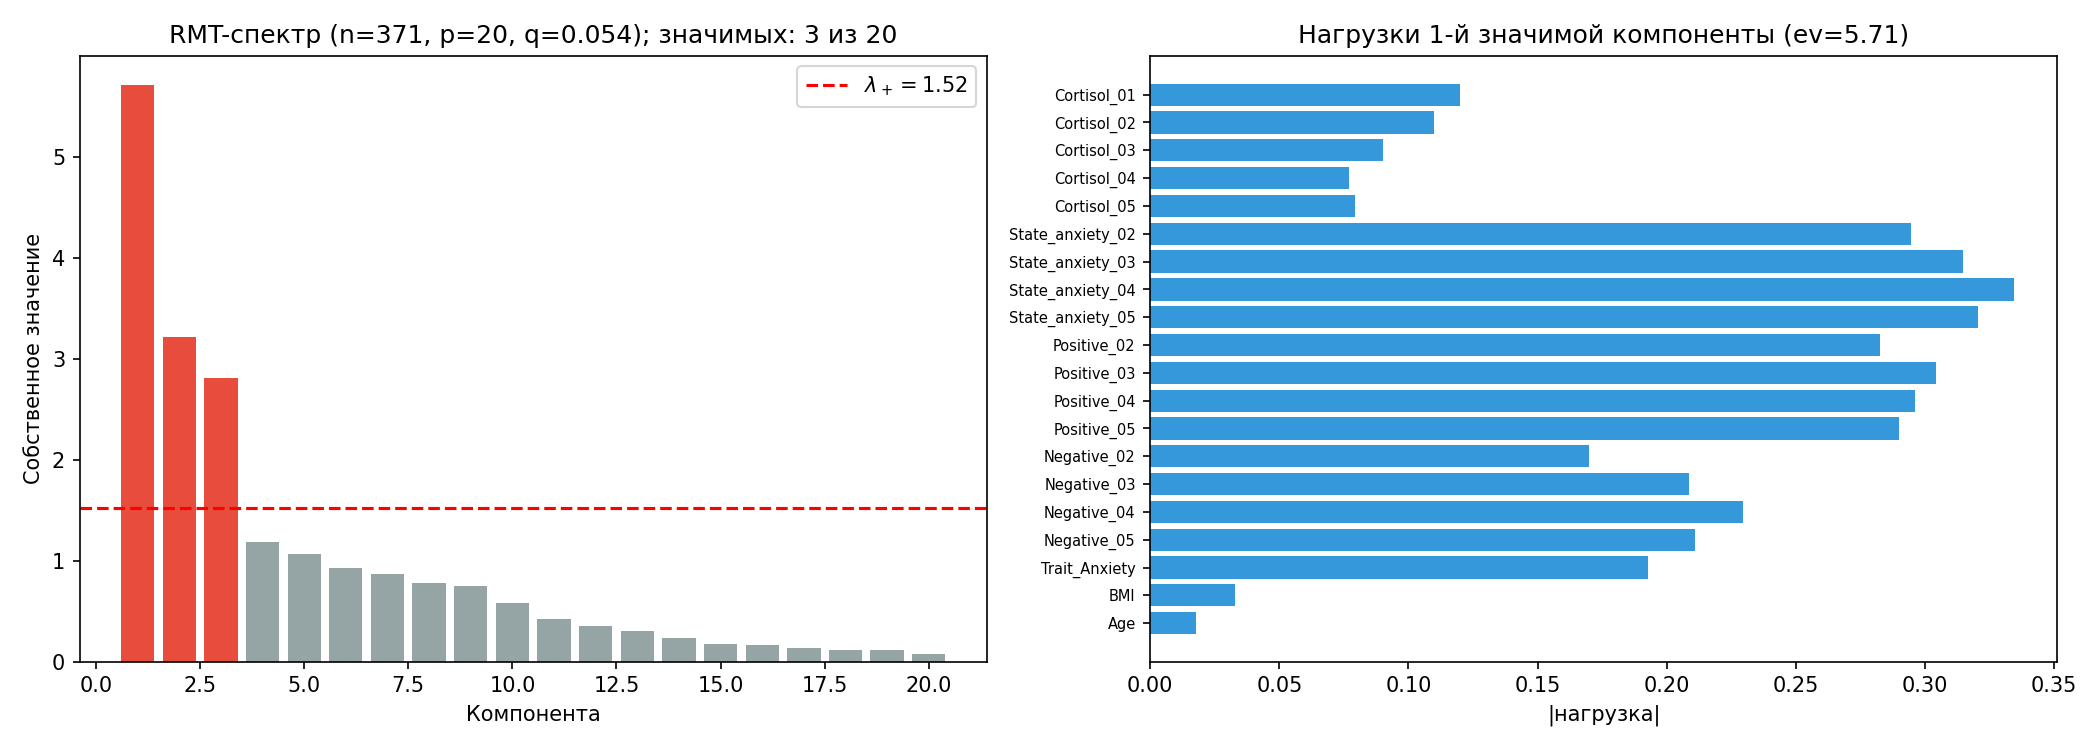 RMT-спектр (n=371, p=20, q=0.054); значимых: 3 из 20
λ+ = 1.52
Собственное значение
5
4
3
2
1
0
0.0 2.5 5.0 7.5 10.0 12.5 15.0 17.5 20.0
Компонента
Нагрузки 1-й значимой компоненты (ev=5.71)
Cortisol_01
Cortisol_02
Cortisol_03
Cortisol_04
Cortisol_05
State_anxiety_02
State_anxiety_03
State_anxiety_04
State_anxiety_05
Positive_02
Positive_03
Positive_04
Positive_05
Negative_02
Negative_03
Negative_04
Negative_05
Trait_Anxiety
BMI
Age
0.00 0.05 0.10 0.15 0.20 0.25 0.30 0.35
|нагрузка|